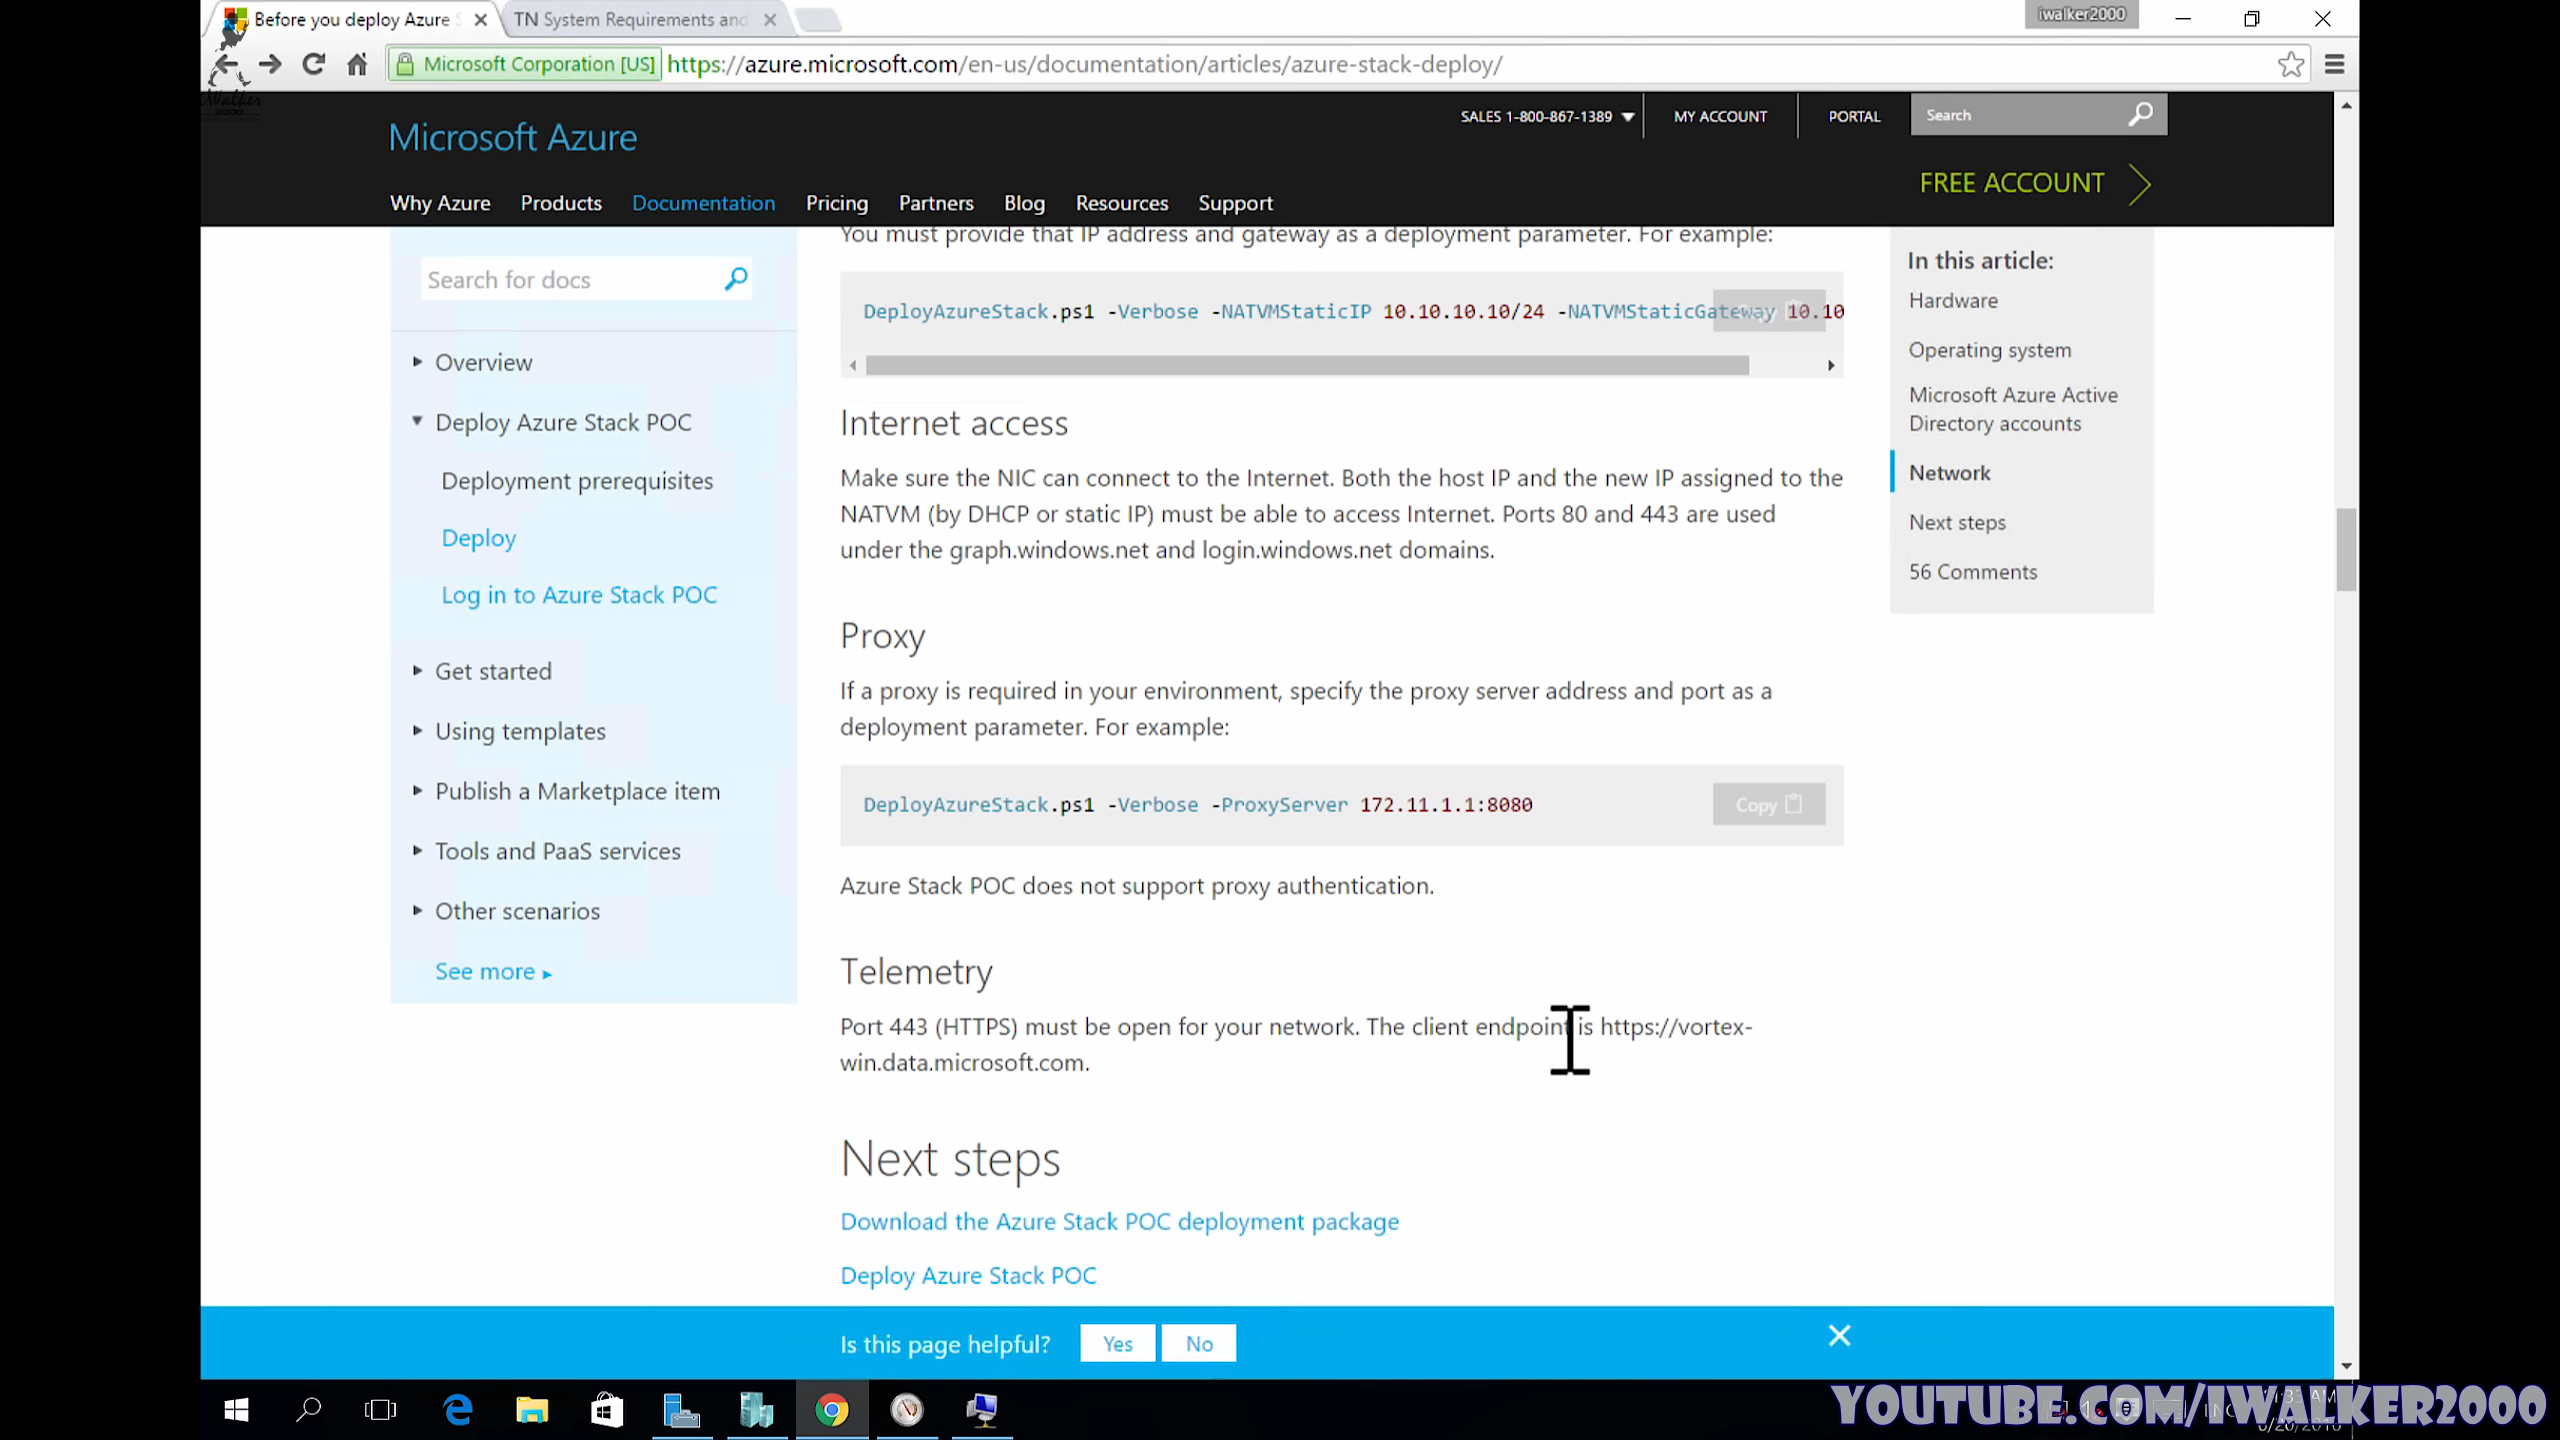 Before you deploy Azure S
TN System Requirements and
iwalker2000
Microsoft Corporation [US]
https://azure.microsoft.com/en-us/documentation/articles/azure-stack-deploy/
Walker
2000
SALES 1-800-867-1389
MY ACCOUNT
PORTAL
Search
Microsoft Azure
FREE ACCOUNT
Why Azure
Products
Documentation
Pricing
Partners
Blog
Resources
Support
Search for docs
Overview
Deploy Azure Stack POC
Deployment prerequisites
Deploy
Log in to Azure Stack POC
Get started
Using templates
Publish a Marketplace item
Tools and PaaS services
Other scenarios
See more
You must provide that IP address and gateway as a deployment parameter. For example:
DeployAzureStack.ps1 -Verbose -NATVMStaticIP 10.10.10.10/24 -NATVMStaticGateway 10.10
Internet access
Make sure the NIC can connect to the Internet. Both the host IP and the new IP assigned to the
NATVM (by DHCP or static IP) must be able to access Internet. Ports 80 and 443 are used
under the graph.windows.net and login.windows.net domains.
Proxy
If a proxy is required in your environment, specify the proxy server address and port as a
deployment parameter. For example:
DeployAzureStack.ps1 -Verbose -ProxyServer 172.11.1.1:8080
Copy
Azure Stack POC does not support proxy authentication.
Telemetry
Port 443 (HTTPS) must be open for your network. The client endpoint is https://vortex-
win.data.microsoft.com.
Next steps
Download the Azure Stack POC deployment package
Deploy Azure Stack POC
In this article:
Hardware
Operating system
Microsoft Azure Active
Directory accounts
Network
Next steps
56 Comments
Is this page helpful?
Yes
No
YOUTUBE.COM/IWALKER2000